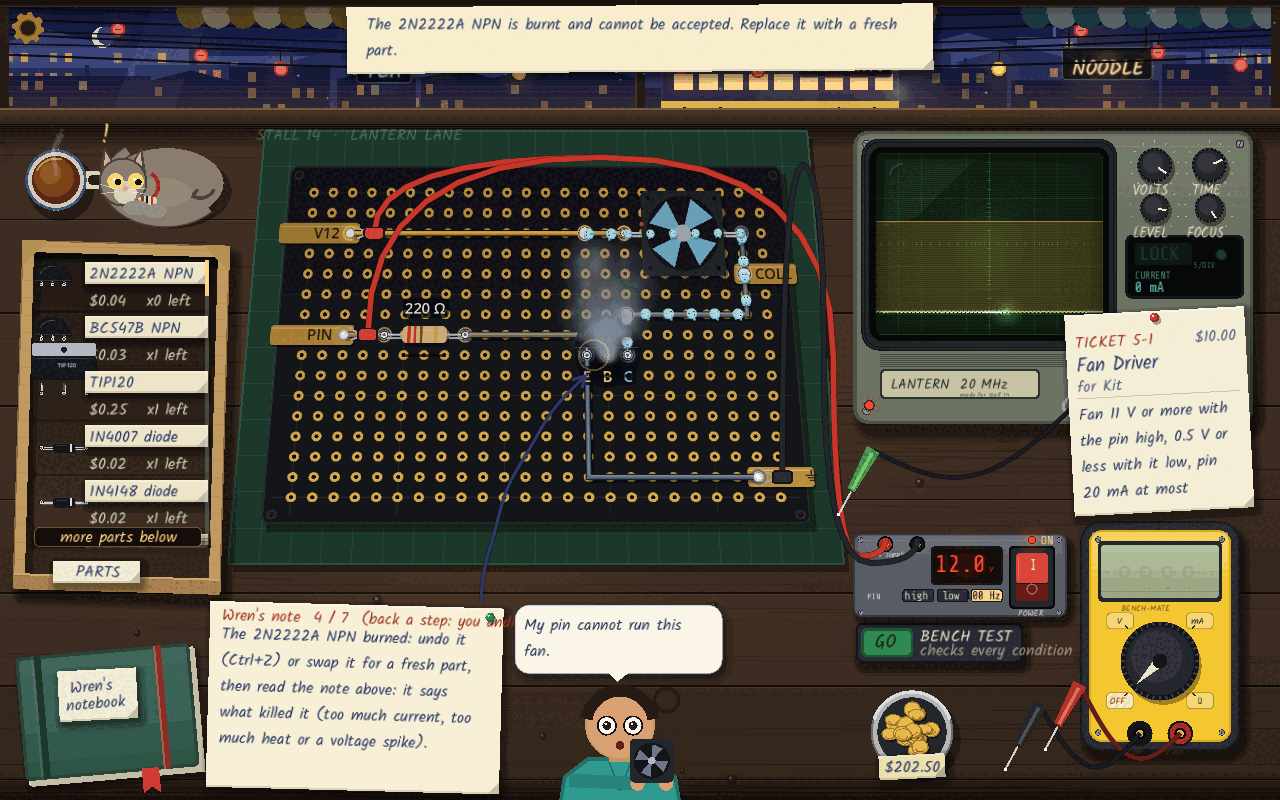 The 2N2222A NPN is burnt and cannot be accepted. Replace it with a fresh
part.
NOODLE
STALL 14 · LANTERN LANE
VOLTS
TIME
LEVEL
FOCUS
LOCK
S/DIV
CURRENT
0 mA
LANTERN 20 MHz
made for Stall 14
2N2222A NPN
$0.04 x0 left
BC547B NPN
0.03 x1 left
TIP120
TIP120
$0.25 x1 left
1N4007 diode
$0.02 x1 left
1N4148 diode
$0.02 x1 left
more parts below
PARTS
V12
COLL
220 Ω
PIN
E B C
TICKET S-1 $10.00
Fan Driver
for Kit
Fan 11 V or more with
the pin high, 0.5 V or
less with it low, pin
20 mA at most
12.0 v
ON
I
PIN
high
low
00 Hz
POWER
GO
BENCH TEST
checks every condition
BENCH-MATE
V
mA
OFF
Ω
Wren's note 4 / 7 (back a step: you
The 2N2222A NPN burned: undo it
(Ctrl+Z) or swap it for a fresh part,
then read the note above: it says
what killed it (too much current, too
much heat or a voltage spike).
My pin cannot run this
fan.
Wren's
notebook
$202.50